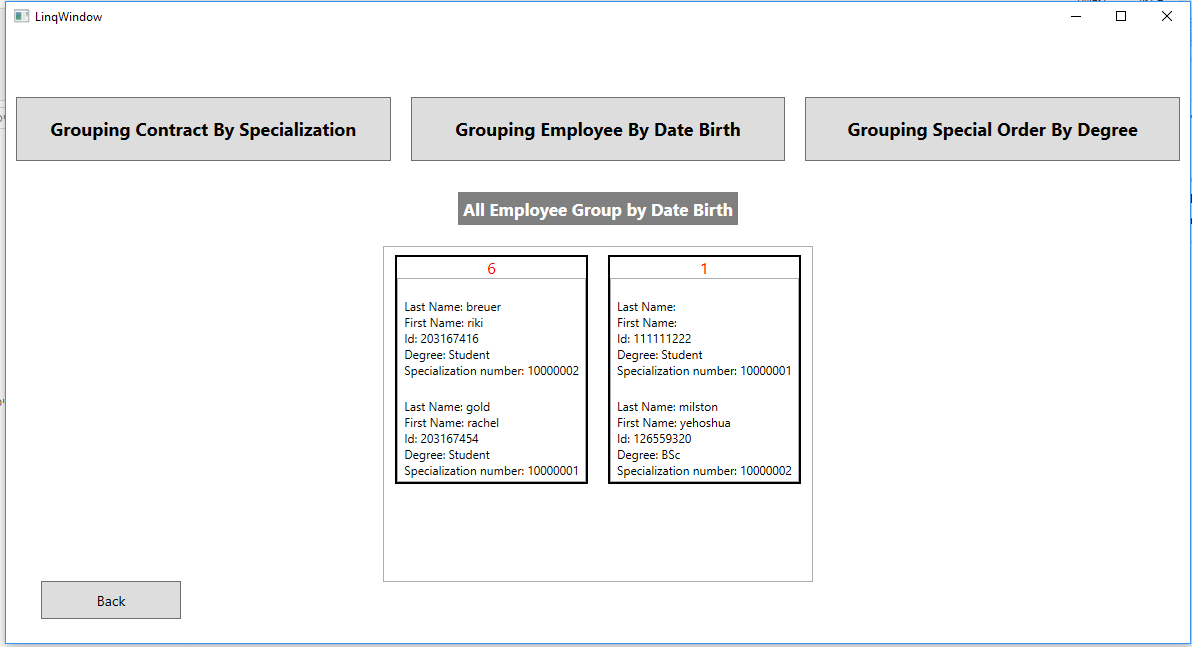 LinqWindow
Grouping Contract By Specialization
Grouping Employee By Date Birth
Grouping Special Order By Degree
All Employee Group by Date Birth
6
Last Name: breuer
First Name: riki
Id: 203167416
Degree: Student
Specialization number: 10000002
Last Name: gold
First Name: rachel
Id: 203167454
Degree: Student
Specialization number: 10000001
1
Last Name:
First Name:
Id: 111111222
Degree: Student
Specialization number: 10000001
Last Name: milston
First Name: yehoshua
Id: 126559320
Degree: BSc
Specialization number: 10000002
Back